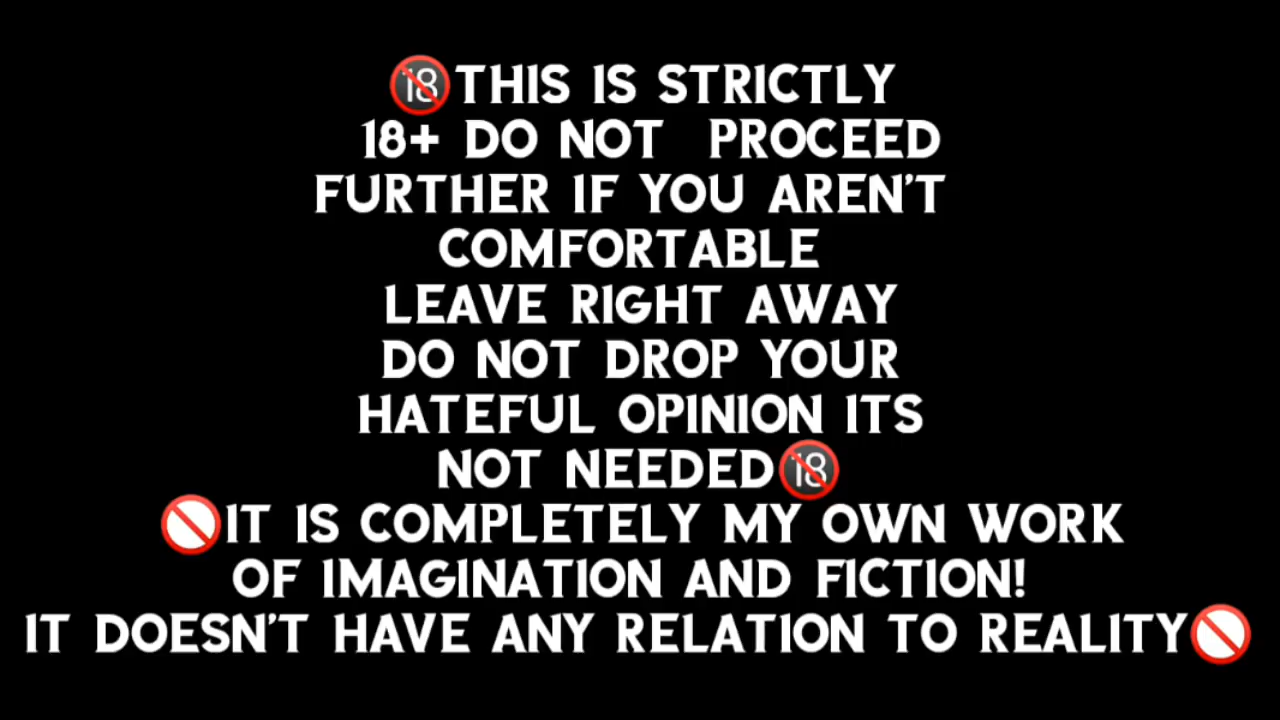 🔞THIS IS STRICTLY
18+ DO NOT PROCEED
FURTHER IF YOU AREN'T
COMFORTABLE
LEAVE RIGHT AWAY
DO NOT DROP YOUR
HATEFUL OPINION ITS
NOT NEEDED🔞
🚫IT IS COMPLETELY MY OWN WORK
OF IMAGINATION AND FICTION!
IT DOESN'T HAVE ANY RELATION TO REALITY🚫